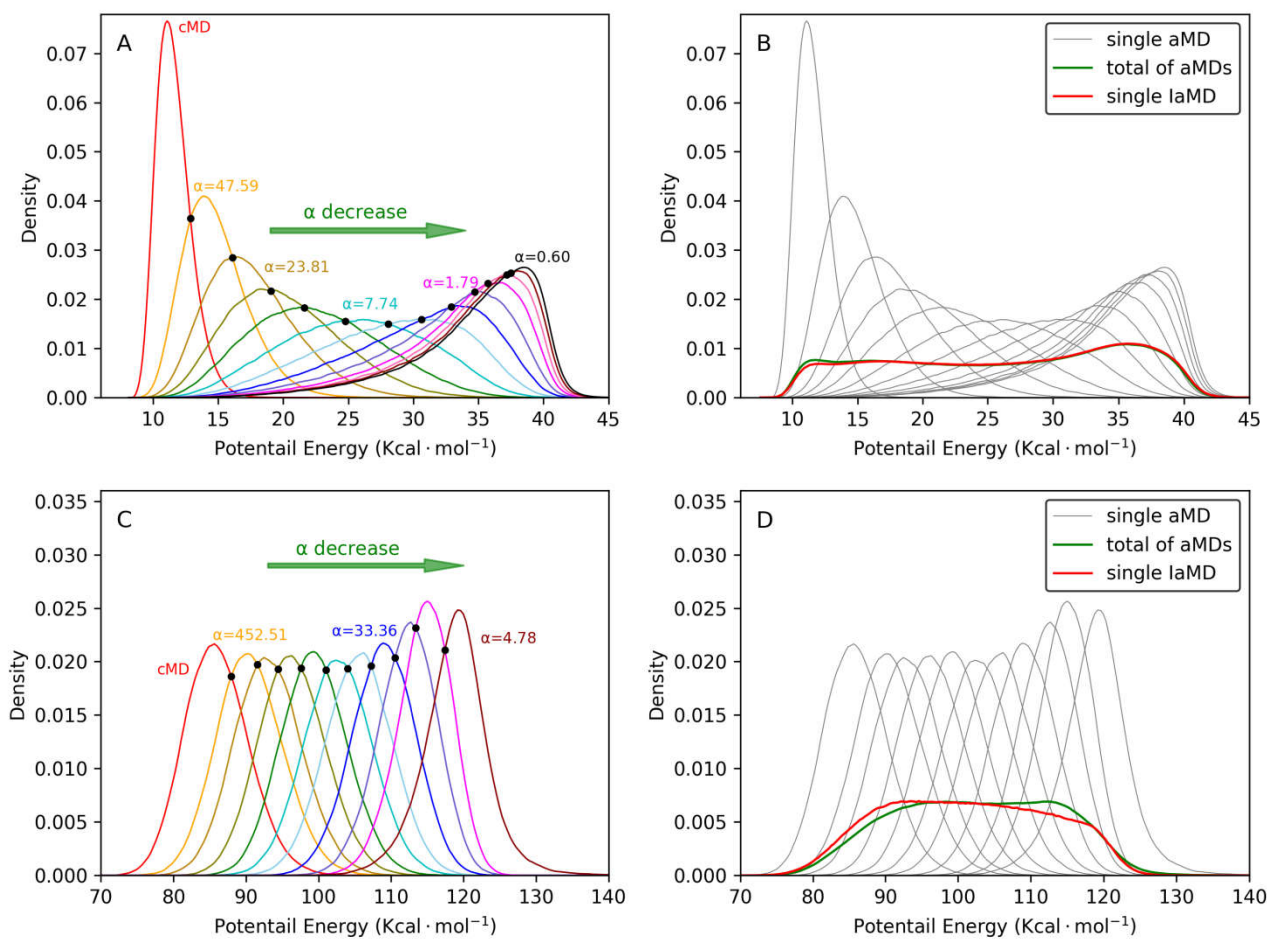 A
cMD
α=47.59
α decrease
α=23.81
α=7.74
α=1.79
α=0.60
Density
0.07
0.06
0.05
0.04
0.03
0.02
0.01
0.00
10 15 20 25 30 35 40 45
Potentail Energy (Kcal · mol⁻¹)
B
single aMD
total of aMDs
single IaMD
Density
0.07
0.06
0.05
0.04
0.03
0.02
0.01
0.00
10 15 20 25 30 35 40 45
Potentail Energy (Kcal · mol⁻¹)
C
α decrease
α=452.51
cMD
α=33.36
α=4.78
Density
0.035
0.030
0.025
0.020
0.015
0.010
0.005
0.000
70 80 90 100 110 120 130 140
Potentail Energy (Kcal · mol⁻¹)
D
single aMD
total of aMDs
single IaMD
Density
0.035
0.030
0.025
0.020
0.015
0.010
0.005
0.000
70 80 90 100 110 120 130 140
Potentail Energy (Kcal · mol⁻¹)